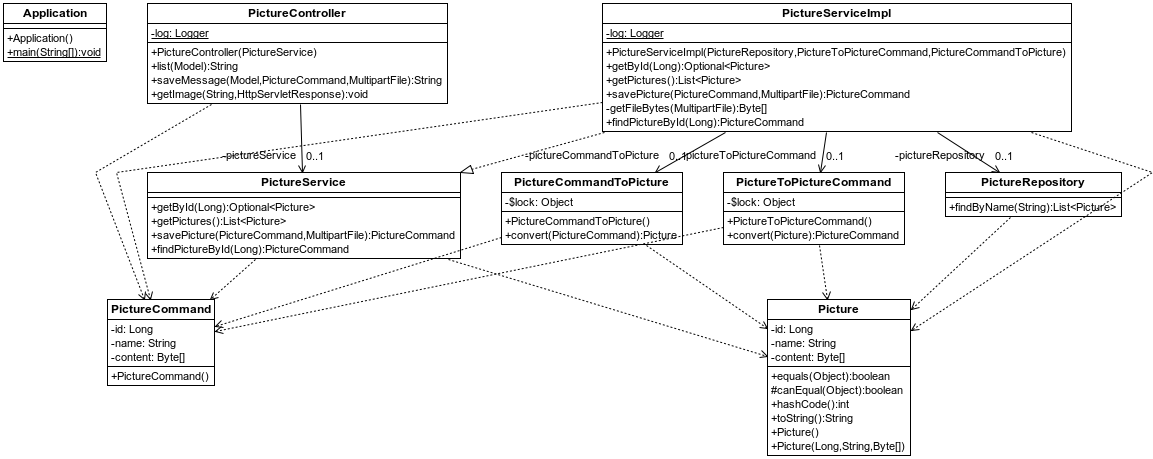 Application
+Application()
+main(String[]):void
PictureController
-log: Logger
+PictureController(PictureService)
+list(Model):String
+saveMessage(Model,PictureCommand,MultipartFile):String
+getImage(String,HttpServletResponse):void
PictureServiceImpl
-log: Logger
+PictureServiceImpl(PictureRepository,PictureToPictureCommand,PictureCommandToPicture)
+getById(Long):Optional<Picture>
+getPictures():List<Picture>
+savePicture(PictureCommand,MultipartFile):PictureCommand
-getFileBytes(MultipartFile):Byte[]
+findPictureById(Long):PictureCommand
-pictureService 0..1
-pictureCommandToPicture 0..1
-pictureToPictureCommand 0..1
-pictureRepository 0..1
PictureService
+getById(Long):Optional<Picture>
+getPictures():List<Picture>
+savePicture(PictureCommand,MultipartFile):PictureCommand
+findPictureById(Long):PictureCommand
PictureCommandToPicture
-$lock: Object
+PictureCommandToPicture()
+convert(PictureCommand):Picture
PictureToPictureCommand
-$lock: Object
+PictureToPictureCommand()
+convert(Picture):PictureCommand
PictureRepository
+findByName(String):List<Picture>
PictureCommand
-id: Long
-name: String
-content: Byte[]
+PictureCommand()
Picture
-id: Long
-name: String
-content: Byte[]
+equals(Object):boolean
#canEqual(Object):boolean
+hashCode():int
+toString():String
+Picture()
+Picture(Long,String,Byte[])